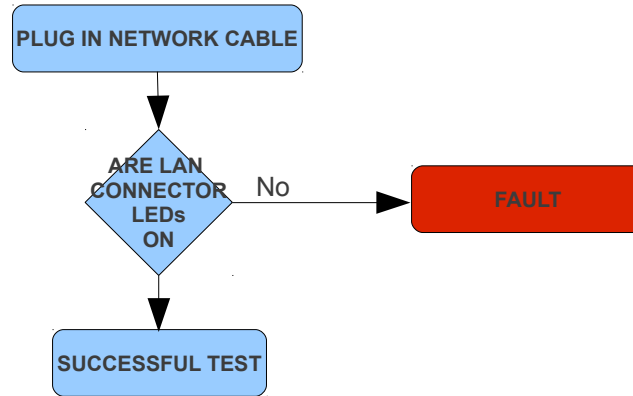 PLUG IN NETWORK CABLE
ARE LAN
CONNECTOR
LEDs
ON
No
FAULT
SUCCESSFUL TEST